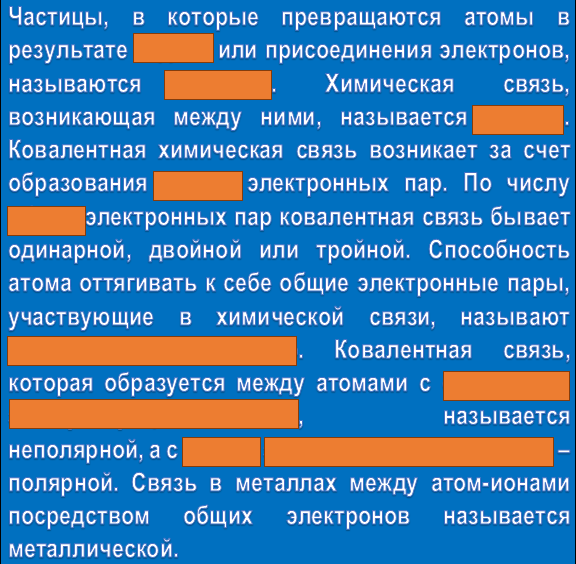 Частицы, в которые превращаются атомы в
результате или присоединения электронов,
называются . Химическая связь,
возникающая между ними, называется .
Ковалентная химическая связь возникает за счет
образования электронных пар. По числу
электронных пар ковалентная связь бывает
одинарной, двойной или тройной. Способность
атома оттягивать к себе общие электронные пары,
участвующие в химической связи, называют
. Ковалентная связь,
которая образуется между атомами с
, называется
неполярной, а с –
полярной. Связь в металлах между атом-ионами
посредством общих электронов называется
металлической.